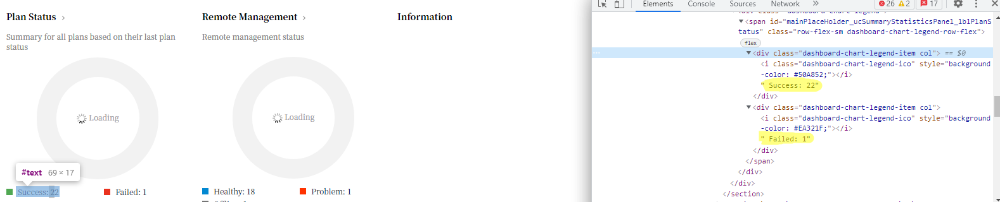 Plan Status ›
Summary for all plans based on their last plan
status
Loading
#text 69 × 17
Success: 22
Failed: 1
Remote Management ›
Remote management status
Loading
Healthy: 18
Problem: 1
Information
Elements Console Sources Network » 26 2 17
<div class="dashboard-chart-legend">
<span id="mainPlaceHolder_ucSummaryStatisticsPanel_lblPlanS
tatus" class="row-flex-sm dashboard-chart-legend-row-flex">
flex
<div class="dashboard-chart-legend-item col"> == $0
<i class="dashboard-chart-legend-ico" style="background
-color: #50A852;"></i>
" Success: 22"
</div>
<div class="dashboard-chart-legend-item col">
<i class="dashboard-chart-legend-ico" style="background
-color: #EA321F;"></i>
" Failed: 1"
</div>
</span>
</div>
</div>
</section>